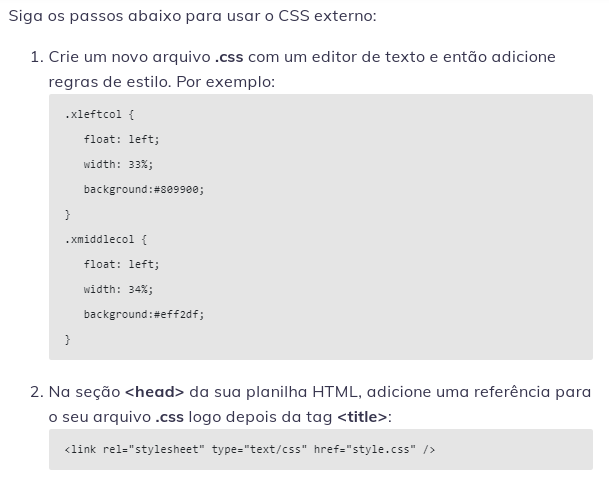 Siga os passos abaixo para usar o CSS externo:
1. Crie um novo arquivo .css com um editor de texto e então adicione
regras de estilo. Por exemplo:
.xleftcol {
float: left;
width: 33%;
background:#809900;
}
.xmiddlecol {
float: left;
width: 34%;
background:#eff2df;
}
2. Na seção <head> da sua planilha HTML, adicione uma referência para
o seu arquivo .css logo depois da tag <title>:
<link rel="stylesheet" type="text/css" href="style.css" />